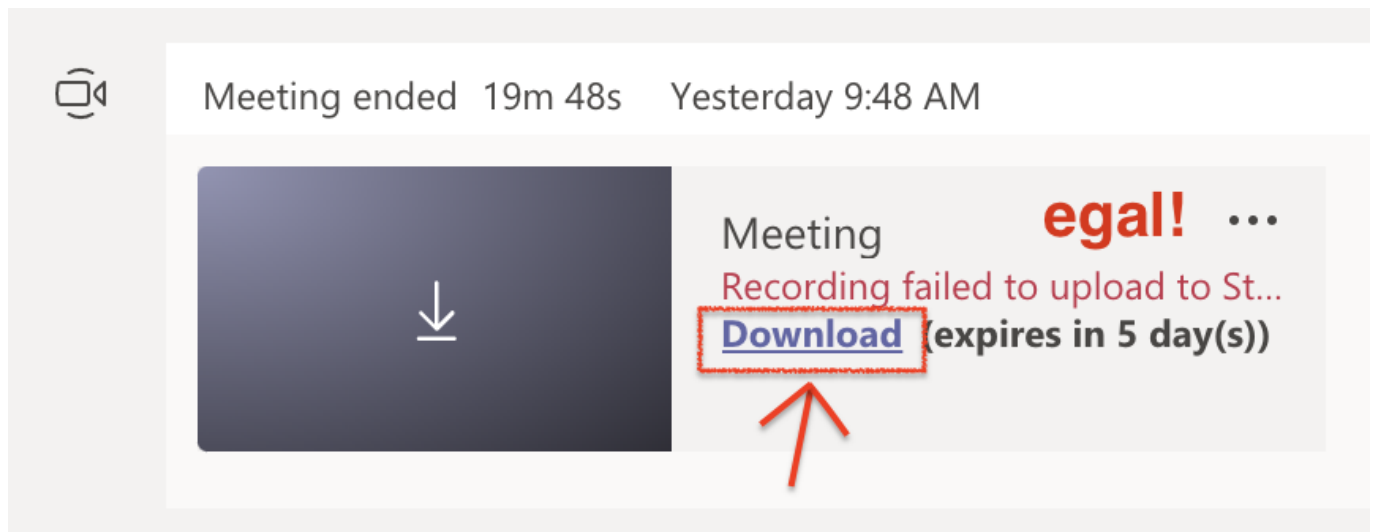 Meeting ended 19m 48s Yesterday 9:48 AM
egal! ...
Meeting
Recording failed to upload to St...
Download (expires in 5 day(s))